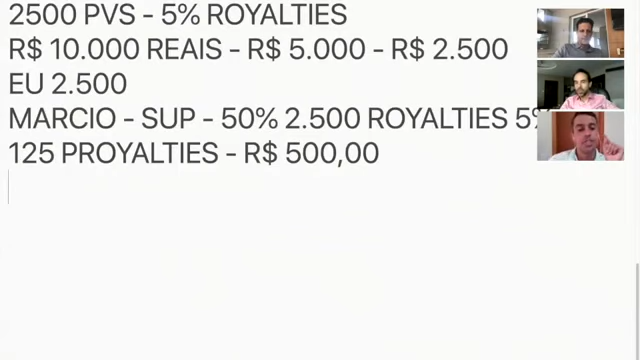 2500 PVS - 5% ROYALTIES
R$ 10.000 REAIS - R$ 5.000 - R$ 2.500
EU 2.500
MARCIO - SUP - 50% 2.500 ROYALTIES 5%
125 PROYALTIES - R$ 500,00